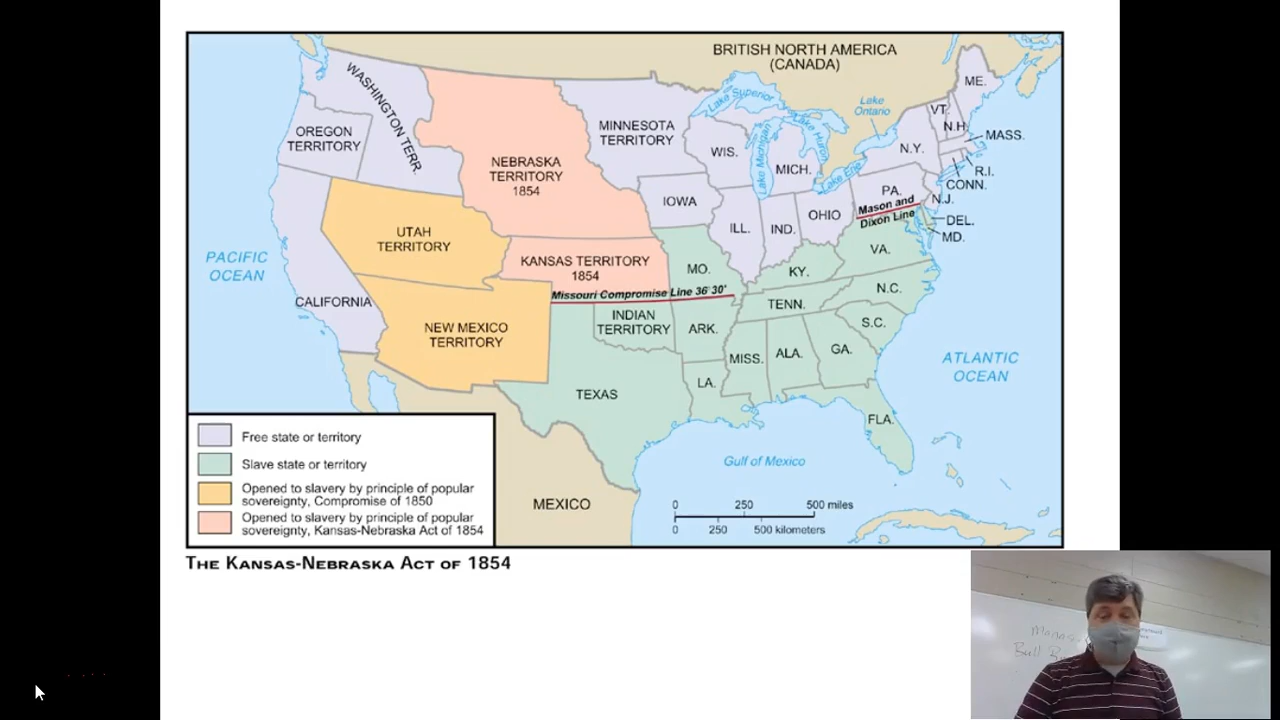 BRITISH NORTH AMERICA
(CANADA)
WASHINGTON TERR.
OREGON
TERRITORY
NEBRASKA
TERRITORY
1854
MINNESOTA
TERRITORY
Lake Superior
Lake Michigan
Lake Huron
Lake
Ontario
Lake Erie
ME.
VT.
N.H.
MASS.
N.Y.
R.I.
CONN.
WIS.
MICH.
IOWA
PA.
N.J.
Mason and
Dixon Line
DEL.
MD.
ILL.
IND.
OHIO
UTAH
TERRITORY
KANSAS TERRITORY
1854
MO.
KY.
VA.
PACIFIC
OCEAN
CALIFORNIA
Missouri Compromise Line 36°30'
N.C.
TENN.
NEW MEXICO
TERRITORY
INDIAN
TERRITORY
ARK.
S.C.
MISS.
ALA.
GA.
ATLANTIC
OCEAN
TEXAS
LA.
FLA.
Gulf of Mexico
MEXICO
0 250 500 miles
0 250 500 kilometers
Free state or territory
Slave state or territory
Opened to slavery by principle of popular
sovereignty, Compromise of 1850
Opened to slavery by principle of popular
sovereignty, Kansas-Nebraska Act of 1854
THE KANSAS-NEBRASKA ACT OF 1854
Bull